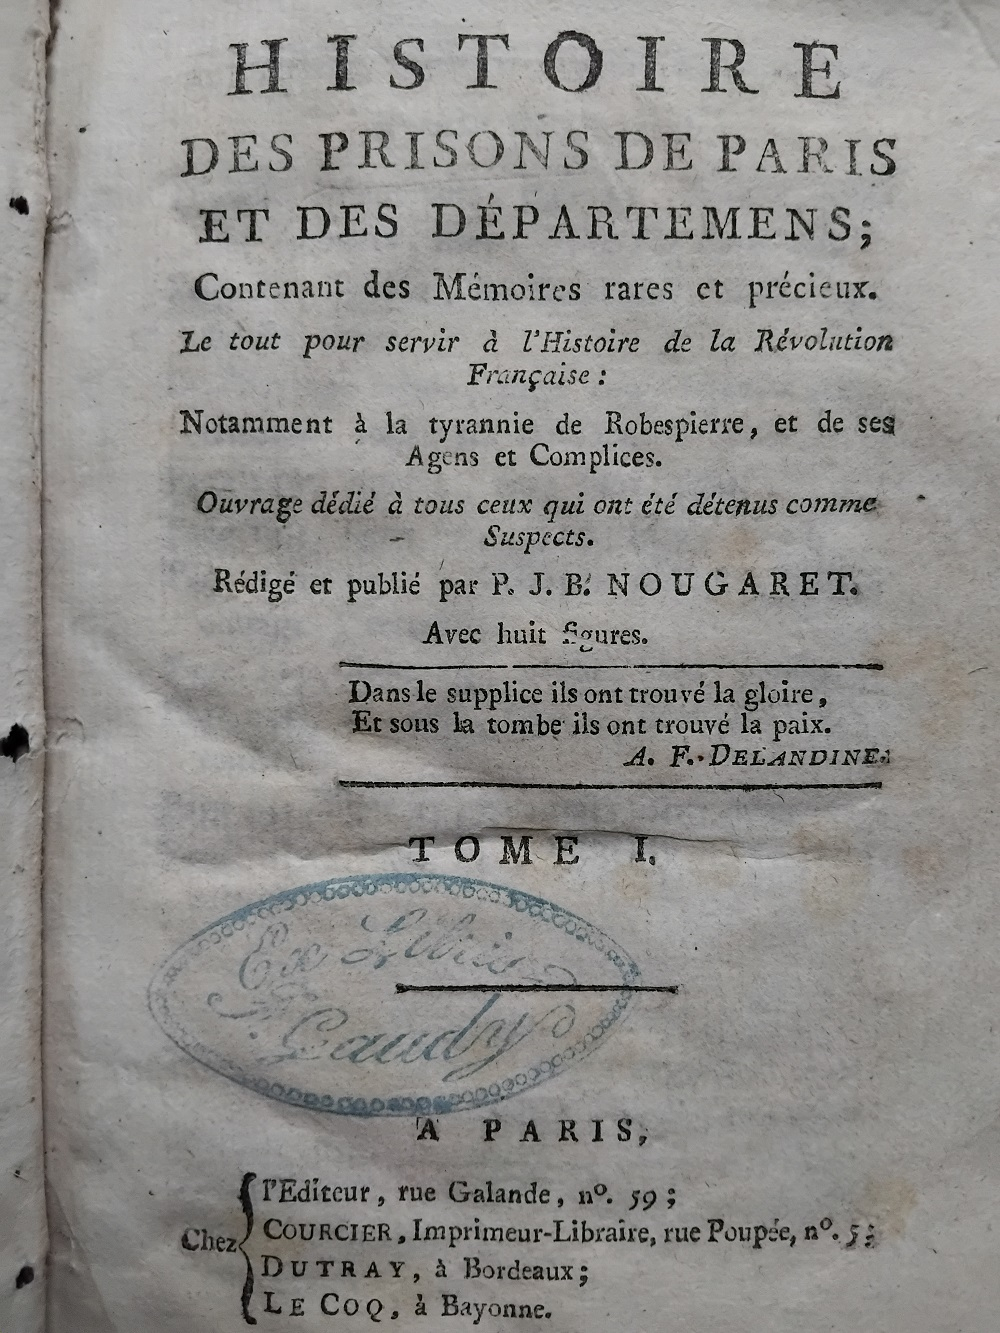 HISTOIRE
DES PRISONS DE PARIS
ET DES DÉPARTEMENS;
Contenant des Mémoires rares et précieux.
Le tout pour servir à l'Histoire de la Révolution
Française :
Notamment à la tyrannie de Robespierre, et de ses
Agens et Complices.
Ouvrage dédié à tous ceux qui ont été détenus comme
Suspects.
Rédigé et publié par P. J. B. NOUGARET.
Avec huit figures.
Dans le supplice ils ont trouvé la gloire,
Et sous la tombe ils ont trouvé la paix.
A. F. DELANDINE.
TOME I.
Ex Libris
P. Gaudy
A PARIS,
Chez
l'Editeur, rue Galande, nº. 59;
COURCIER, Imprimeur-Libraire, rue Poupée, nº. 5;
DUTRAY, à Bordeaux;
LE COQ, à Bayonne.